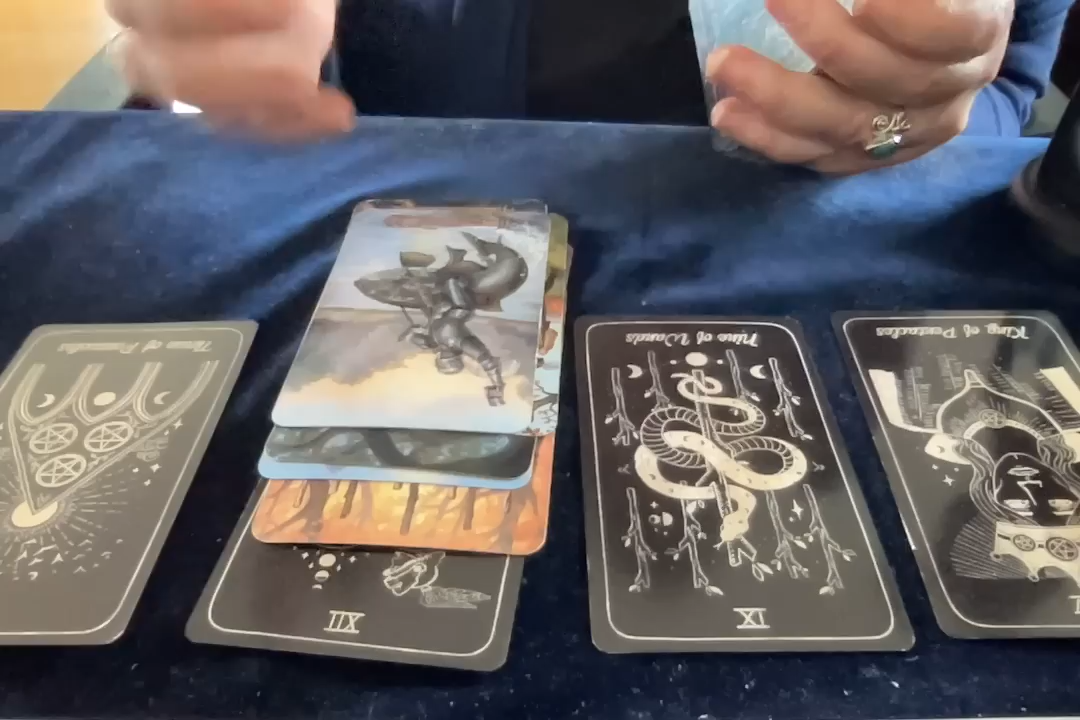 Three of Pentacles
Nine of Wands
King of Pentacles
XII
IX